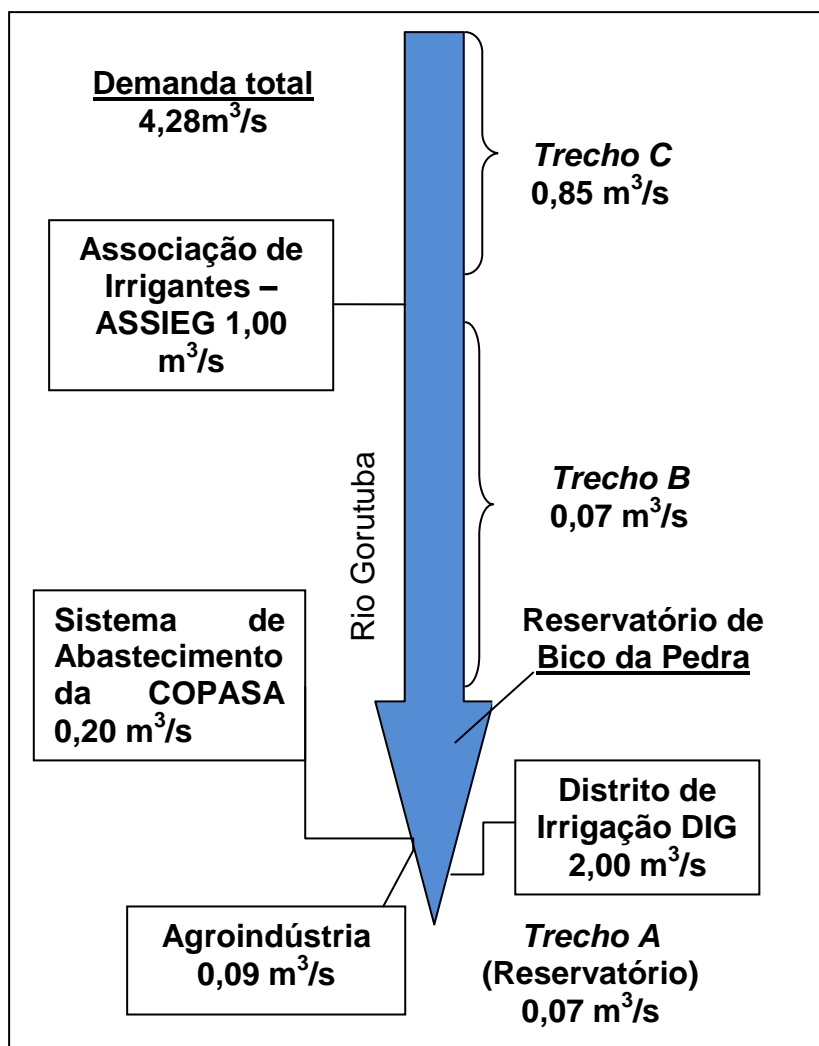 Demanda total
4,28m³/s
Trecho C
0,85 m³/s
Associação de
Irrigantes –
ASSIEG 1,00
m³/s
Rio Gorutuba
Trecho B
0,07 m³/s
Sistema de
Abastecimento
da COPASA
0,20 m³/s
Reservatório de
Bico da Pedra
Distrito de
Irrigação DIG
2,00 m³/s
Agroindústria
0,09 m³/s
Trecho A
(Reservatório)
0,07 m³/s